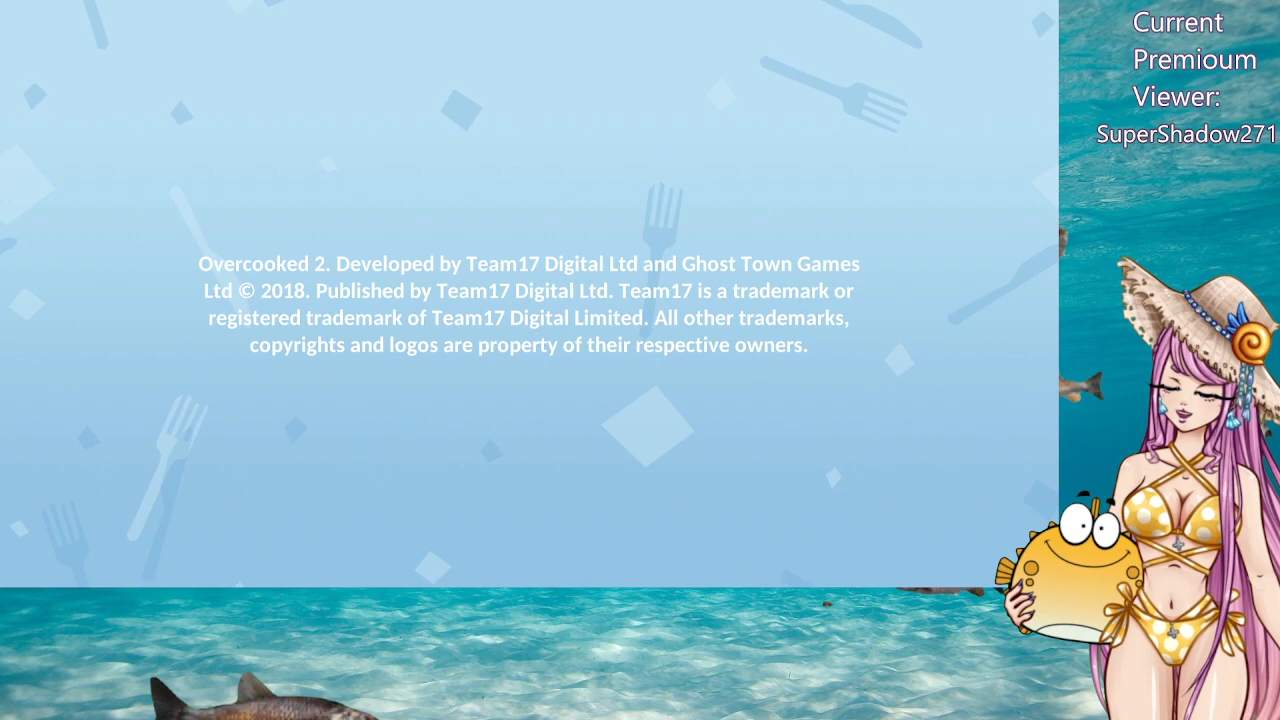 Current
Premioum
Viewer:
SuperShadow271
Overcooked 2. Developed by Team17 Digital Ltd and Ghost Town Games
Ltd © 2018. Published by Team17 Digital Ltd. Team17 is a trademark or
registered trademark of Team17 Digital Limited. All other trademarks,
copyrights and logos are property of their respective owners.